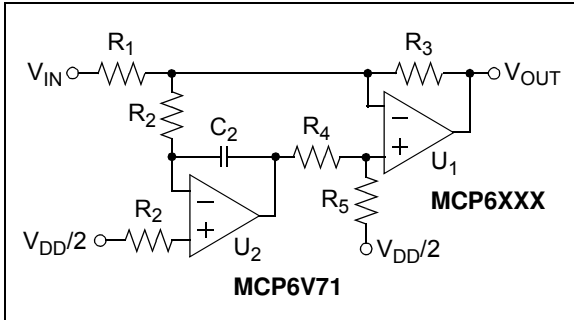 R1
R3
VIN
VOUT
R2
C2
R4
U1
R2
R5
MCP6XXX
VDD/2
U2
VDD/2
MCP6V71